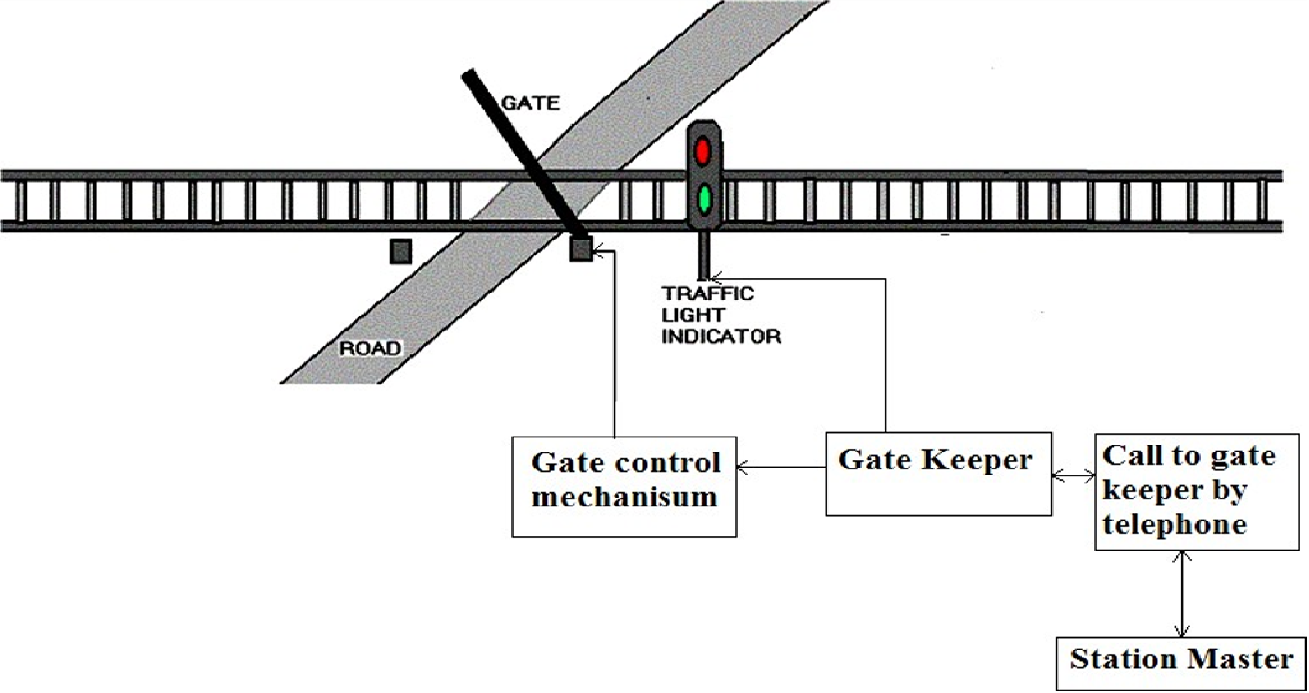 GATE
TRAFFIC
LIGHT
INDICATOR
ROAD
Gate control
mechanisum
Gate Keeper
Call to gate
keeper by
telephone
Station Master